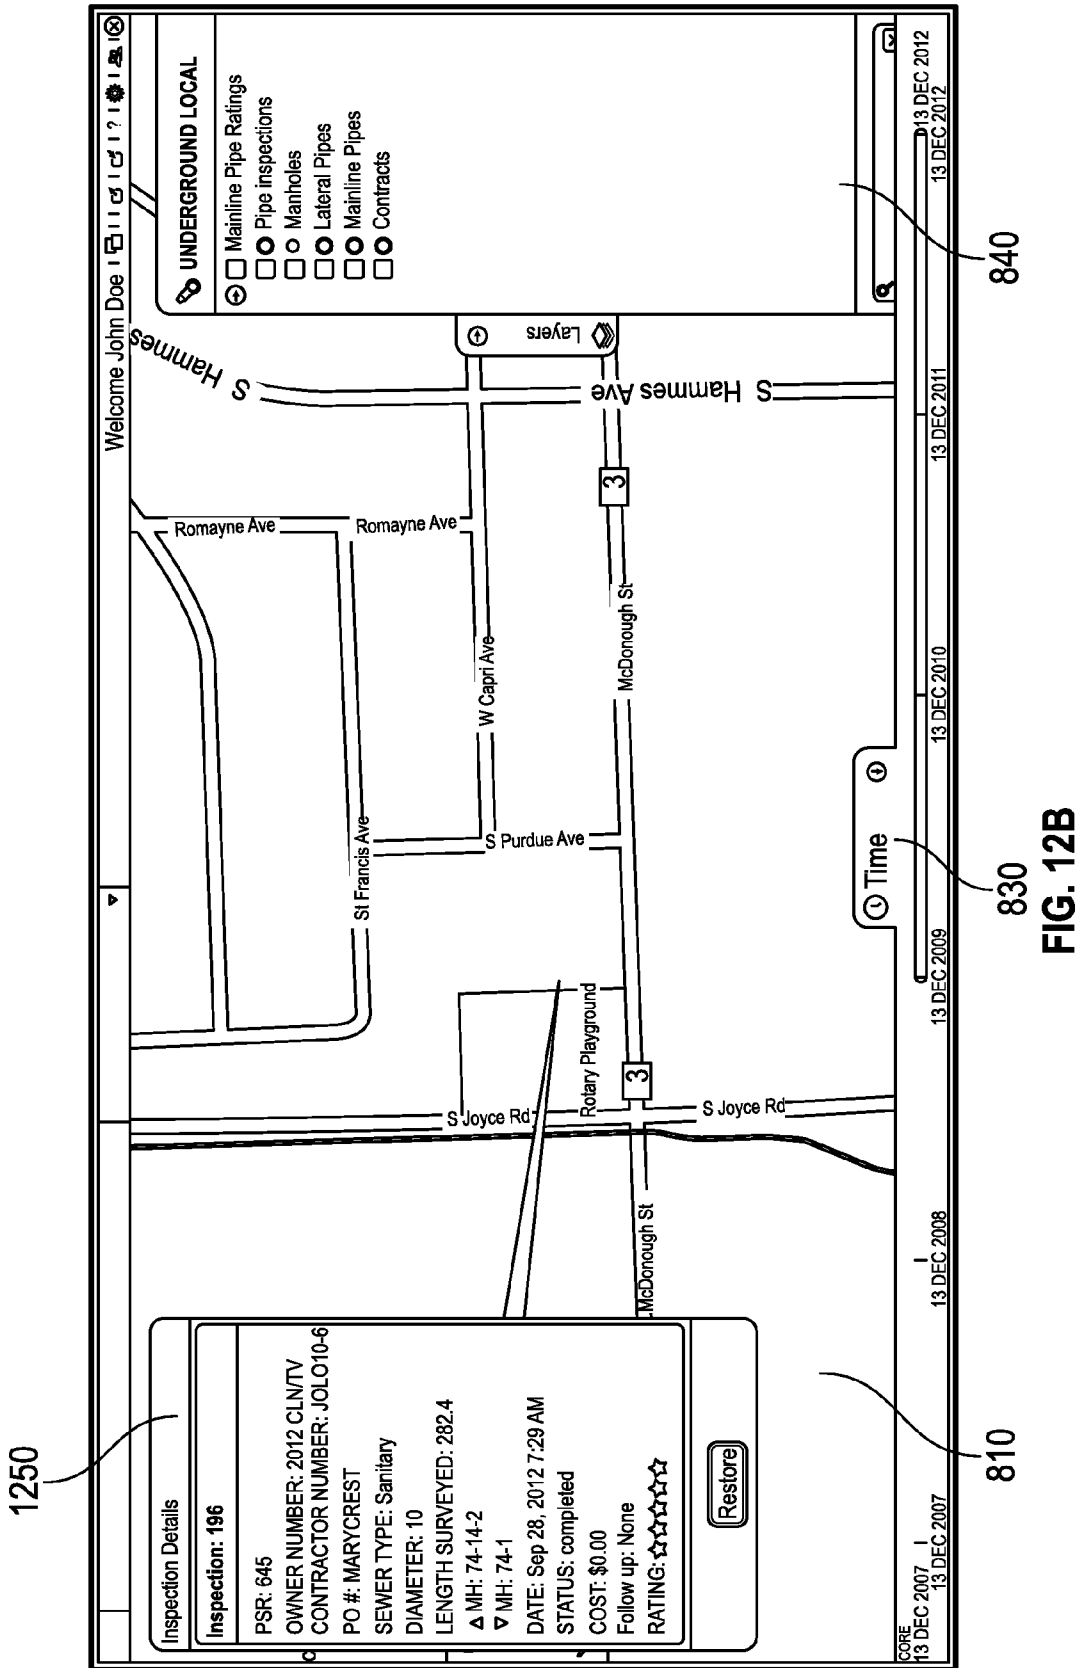 1250
Welcome John Doe
?
Inspection Details
Inspection: 196
PSR: 645
OWNER NUMBER: 2012 CLN/TV
CONTRACTOR NUMBER: JOLO10-6
PO #: MARYCREST
SEWER TYPE: Sanitary
DIAMETER: 10
LENGTH SURVEYED: 282.4
MH: 74-14-2
MH: 74-1
DATE: Sep 28, 2012 7:29 AM
STATUS: completed
COST: $0.00
Follow up: None
RATING:
Restore
S Joyce Rd
S Joyce Rd
Rotary Playground
McDonough St
3
St Francis Ave
S Purdue Ave
W Capri Ave
Romayne Ave
Romayne Ave
McDonough St
3
S Hammes
S Hammes Ave
Layers
UNDERGROUND LOCAL
Mainline Pipe Ratings
Pipe inspections
Manholes
Lateral Pipes
Mainline Pipes
Contracts
Time
CORE
13 DEC 2007
13 DEC 2007
13 DEC 2008
13 DEC 2009
13 DEC 2010
13 DEC 2011
13 DEC 2012
13 DEC 2012
810
830
840
FIG. 12B